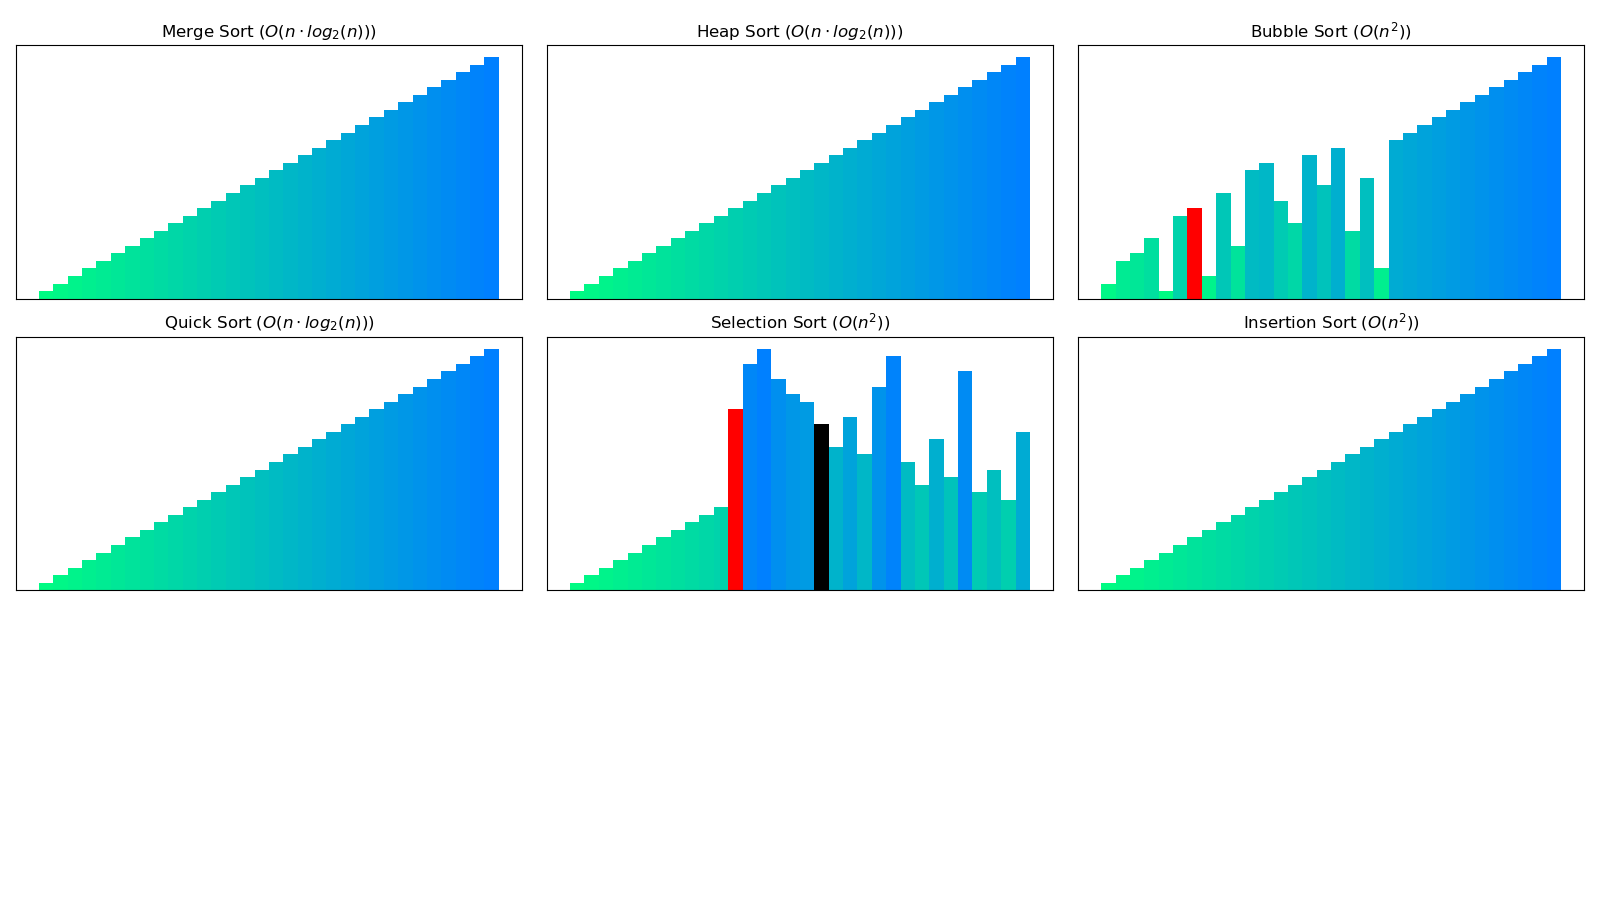 Merge Sort (O(n · log₂(n)))
Heap Sort (O(n · log₂(n)))
Bubble Sort (O(n²))
Quick Sort (O(n · log₂(n)))
Selection Sort (O(n²))
Insertion Sort (O(n²))